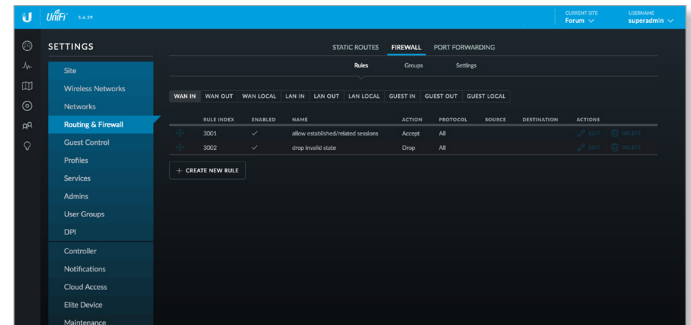 U UniFi 5.6.29 CURRENT SITE USERNAME
Forum superadmin
SETTINGS STATIC ROUTES FIREWALL PORT FORWARDING
Site Rules Groups Settings
Wireless Networks WAN IN WAN OUT WAN LOCAL LAN IN LAN OUT LAN LOCAL GUEST IN GUEST OUT GUEST LOCAL
Networks RULE INDEX ENABLED NAME ACTION PROTOCOL SOURCE DESTINATION ACTIONS
Routing & Firewall 3001 allow established/related sessions Accept All EDIT DELETE
Guest Control 3002 drop invalid state Drop All EDIT DELETE
Profiles + CREATE NEW RULE
Services
Admins
User Groups
DPI
Controller
Notifications
Cloud Access
Elite Device
Maintenance